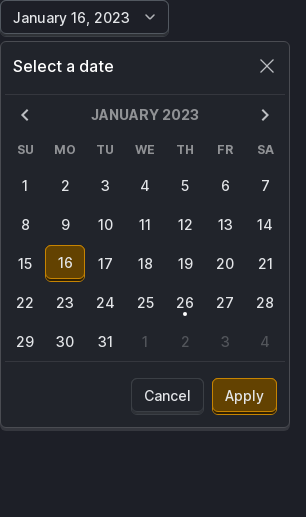 January 16, 2023
Select a date
JANUARY 2023
SU MO TU WE TH FR SA
1 2 3 4 5 6 7
8 9 10 11 12 13 14
15 16 17 18 19 20 21
22 23 24 25 26 27 28
29 30 31 1 2 3 4
Cancel Apply